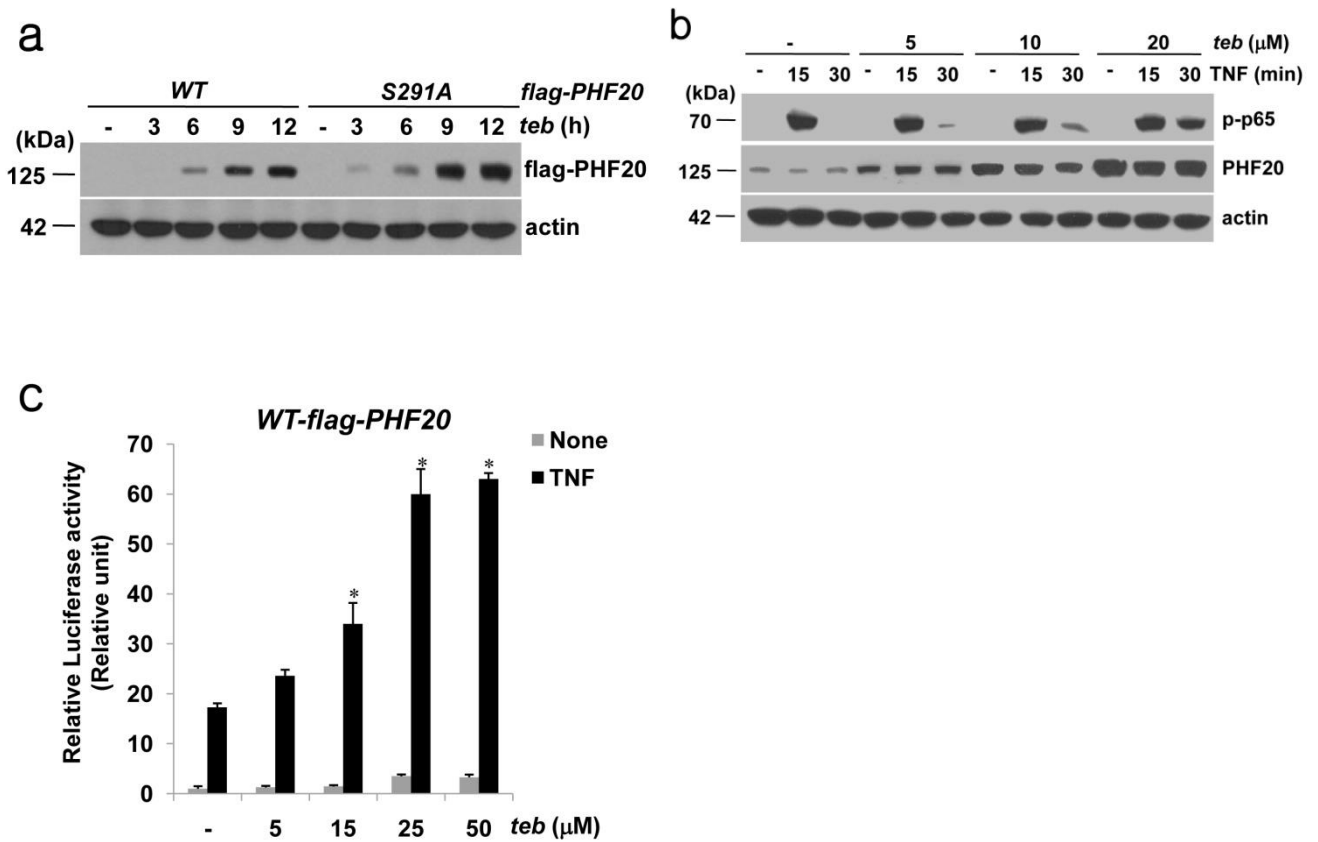 a
WT S291A flag-PHF20
(kDa) - 3 6 9 12 - 3 6 9 12 teb (h)
125 flag-PHF20
42 actin
b
- 5 10 20 teb (μM)
(kDa) - 15 30 - 15 30 - 15 30 - 15 30 TNF (min)
70 p-p65
125 PHF20
42 actin
c
WT-flag-PHF20
None
TNF
Relative Luciferase activity
(Relative unit)
70
60
50
40
30
20
10
0
* * *
- 5 15 25 50 teb (μM)